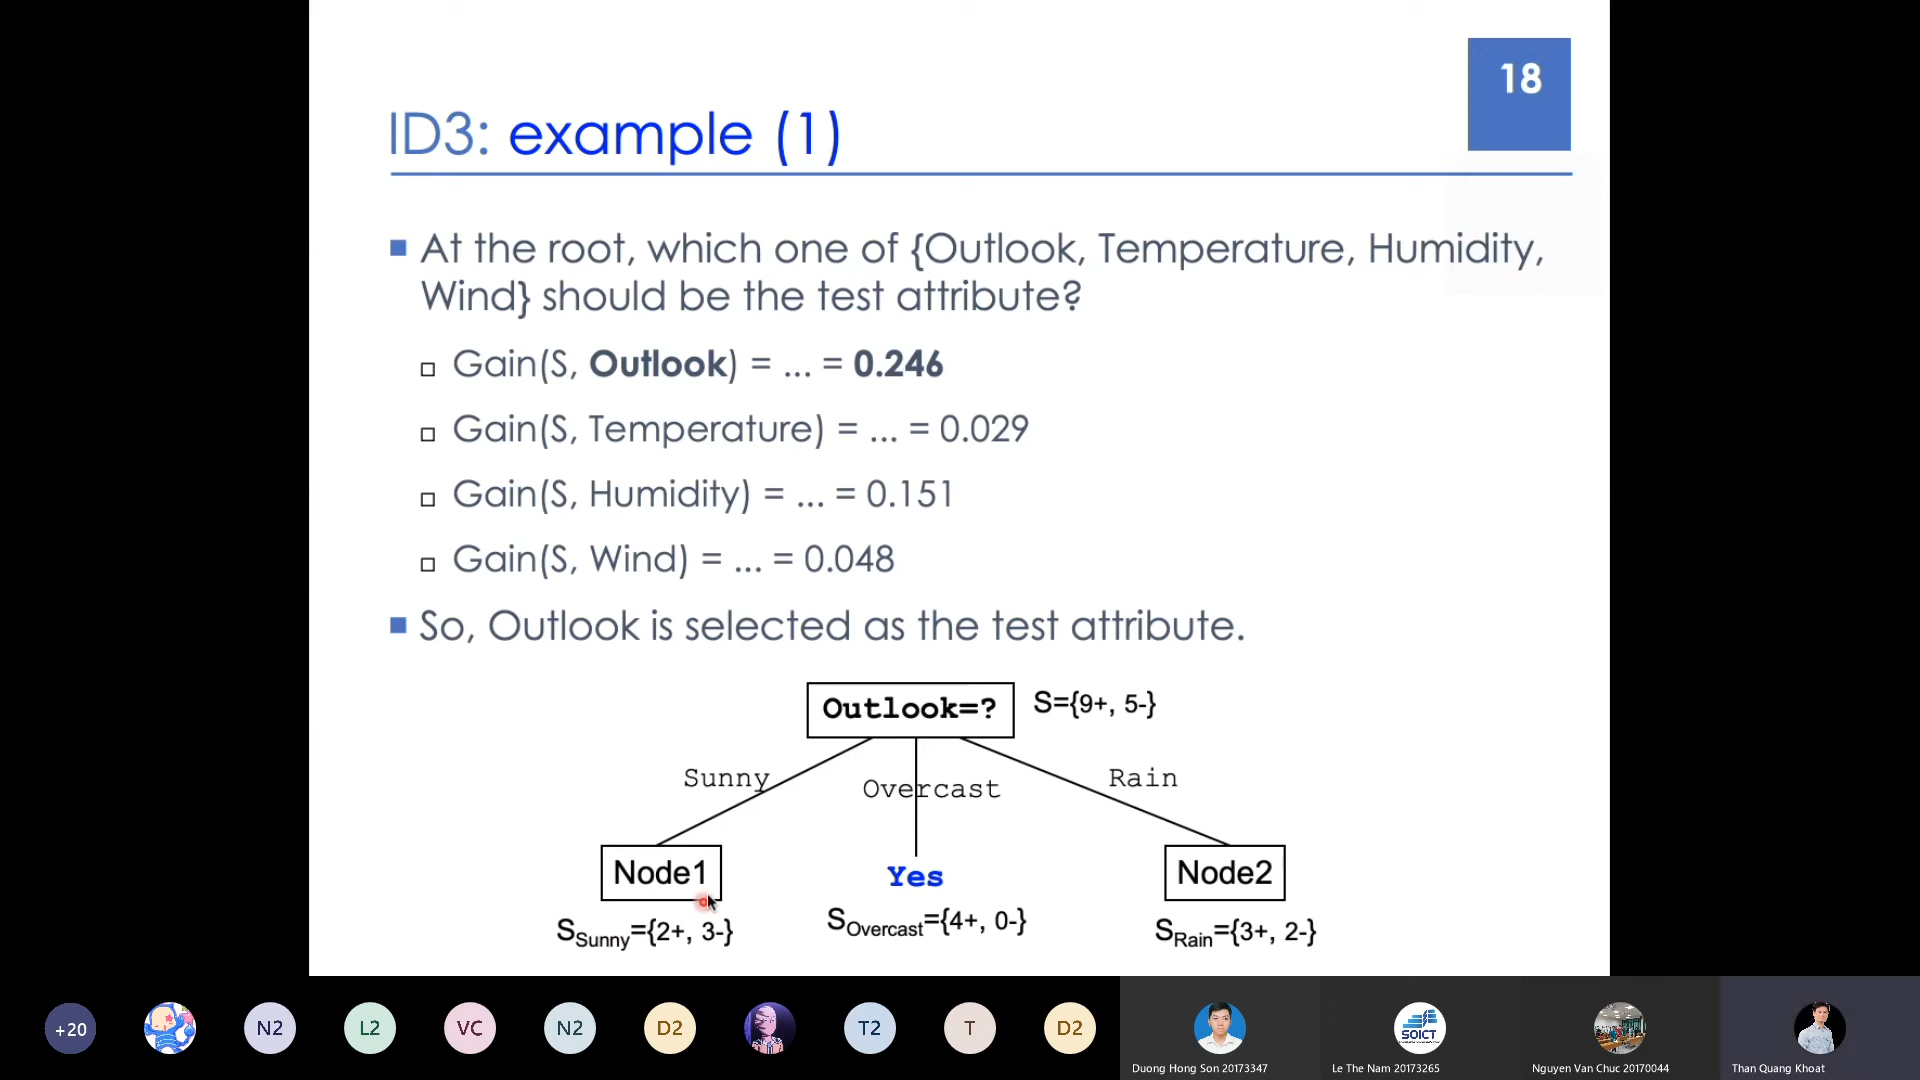 18
ID3: example (1)
At the root, which one of {Outlook, Temperature, Humidity,
Wind} should be the test attribute?
Gain(S, Outlook) = ... = 0.246
Gain(S, Temperature) = ... = 0.029
Gain(S, Humidity) = ... = 0.151
Gain(S, Wind) = ... = 0.048
So, Outlook is selected as the test attribute.
Outlook=? S={9+, 5-}
Sunny Overcast Rain
Node1 Yes Node2
SSunny={2+, 3-} SOvercast={4+, 0-} SRain={3+, 2-}
+20 N2 L2 VC N2 D2 T2 T D2 SOICT
Duong Hong Son 20173347 Le The Nam 20173265 Nguyen Van Chuc 20170044 Than Quang Khoat